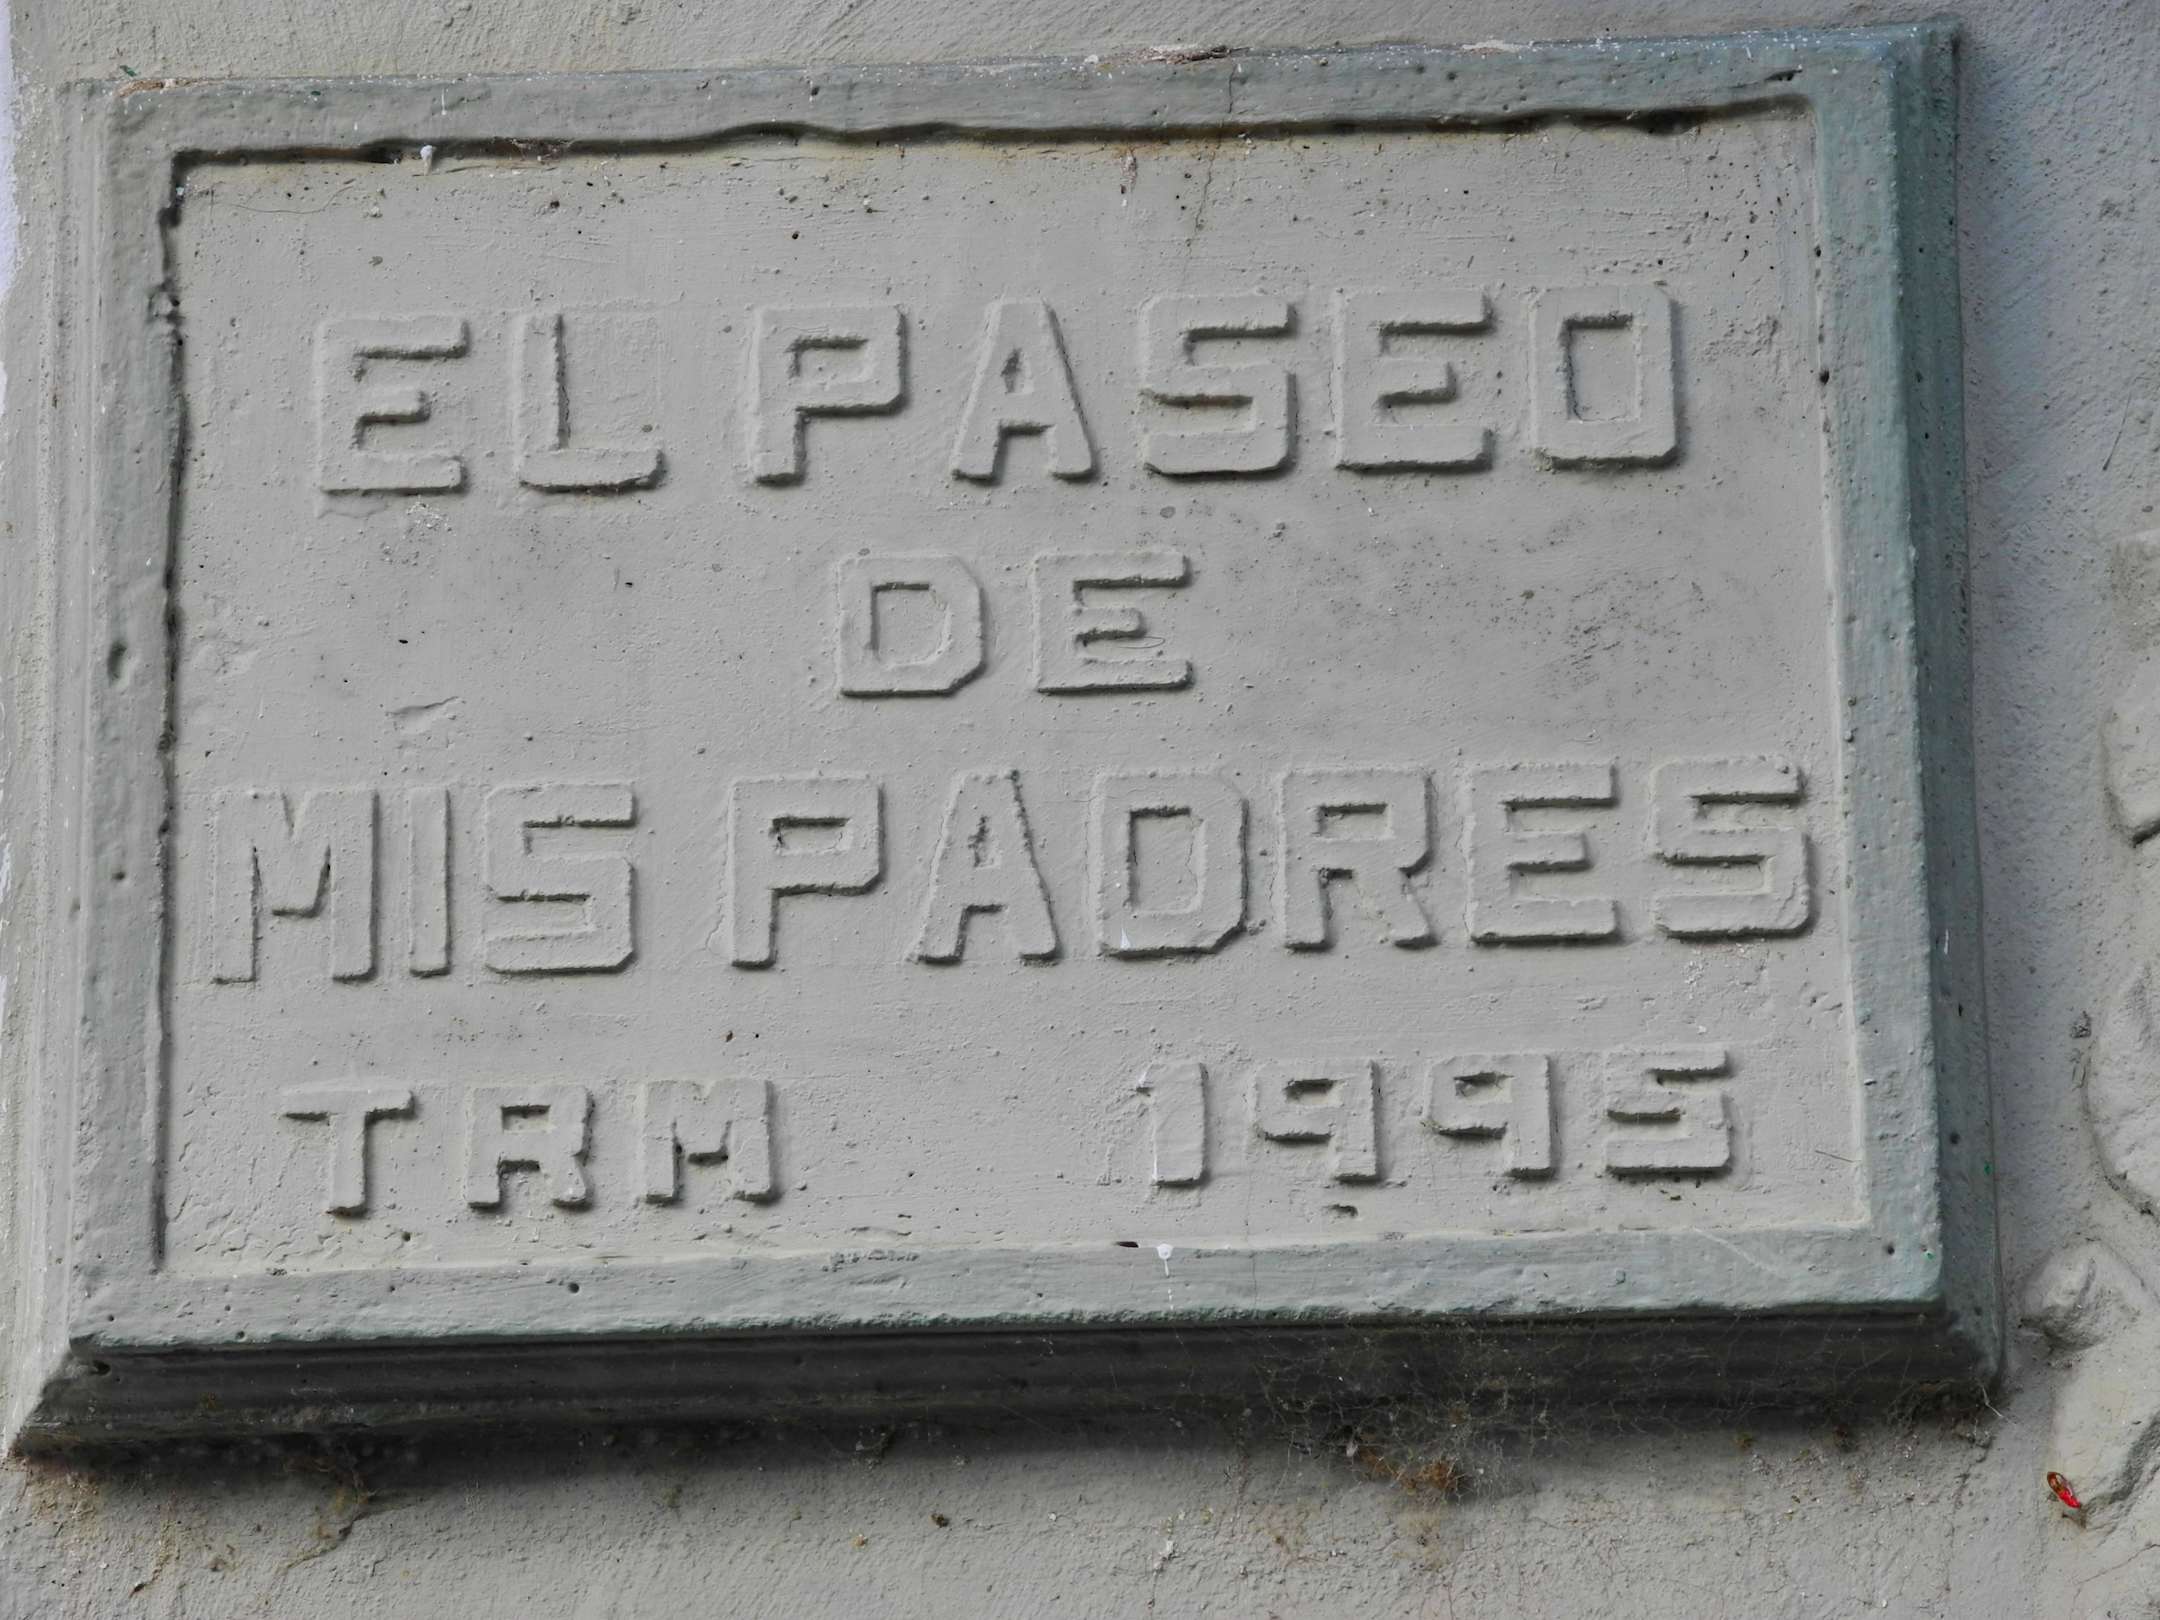 EL PASEO
DE
MIS PADRES
TRM 1995